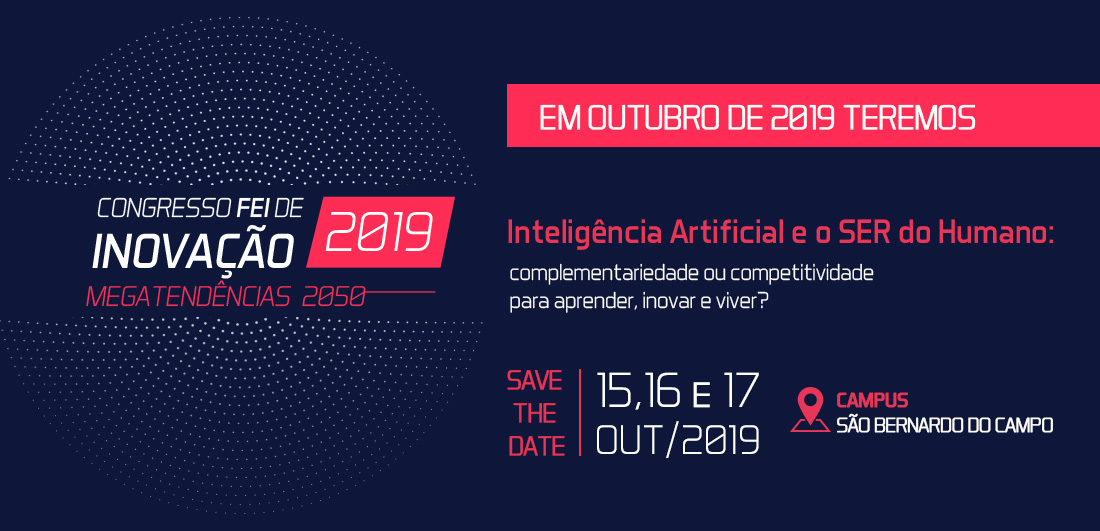 CONGRESSO FEI DE
INOVAÇÃO
2019
MEGATENDÊNCIAS 2050
EM OUTUBRO DE 2019 TEREMOS
Inteligência Artificial e o SER do Humano:
complementariedade ou competitividade
para aprender, inovar e viver?
SAVE
THE
DATE
15,16 E 17
OUT/2019
CAMPUS
SÃO BERNARDO DO CAMPO